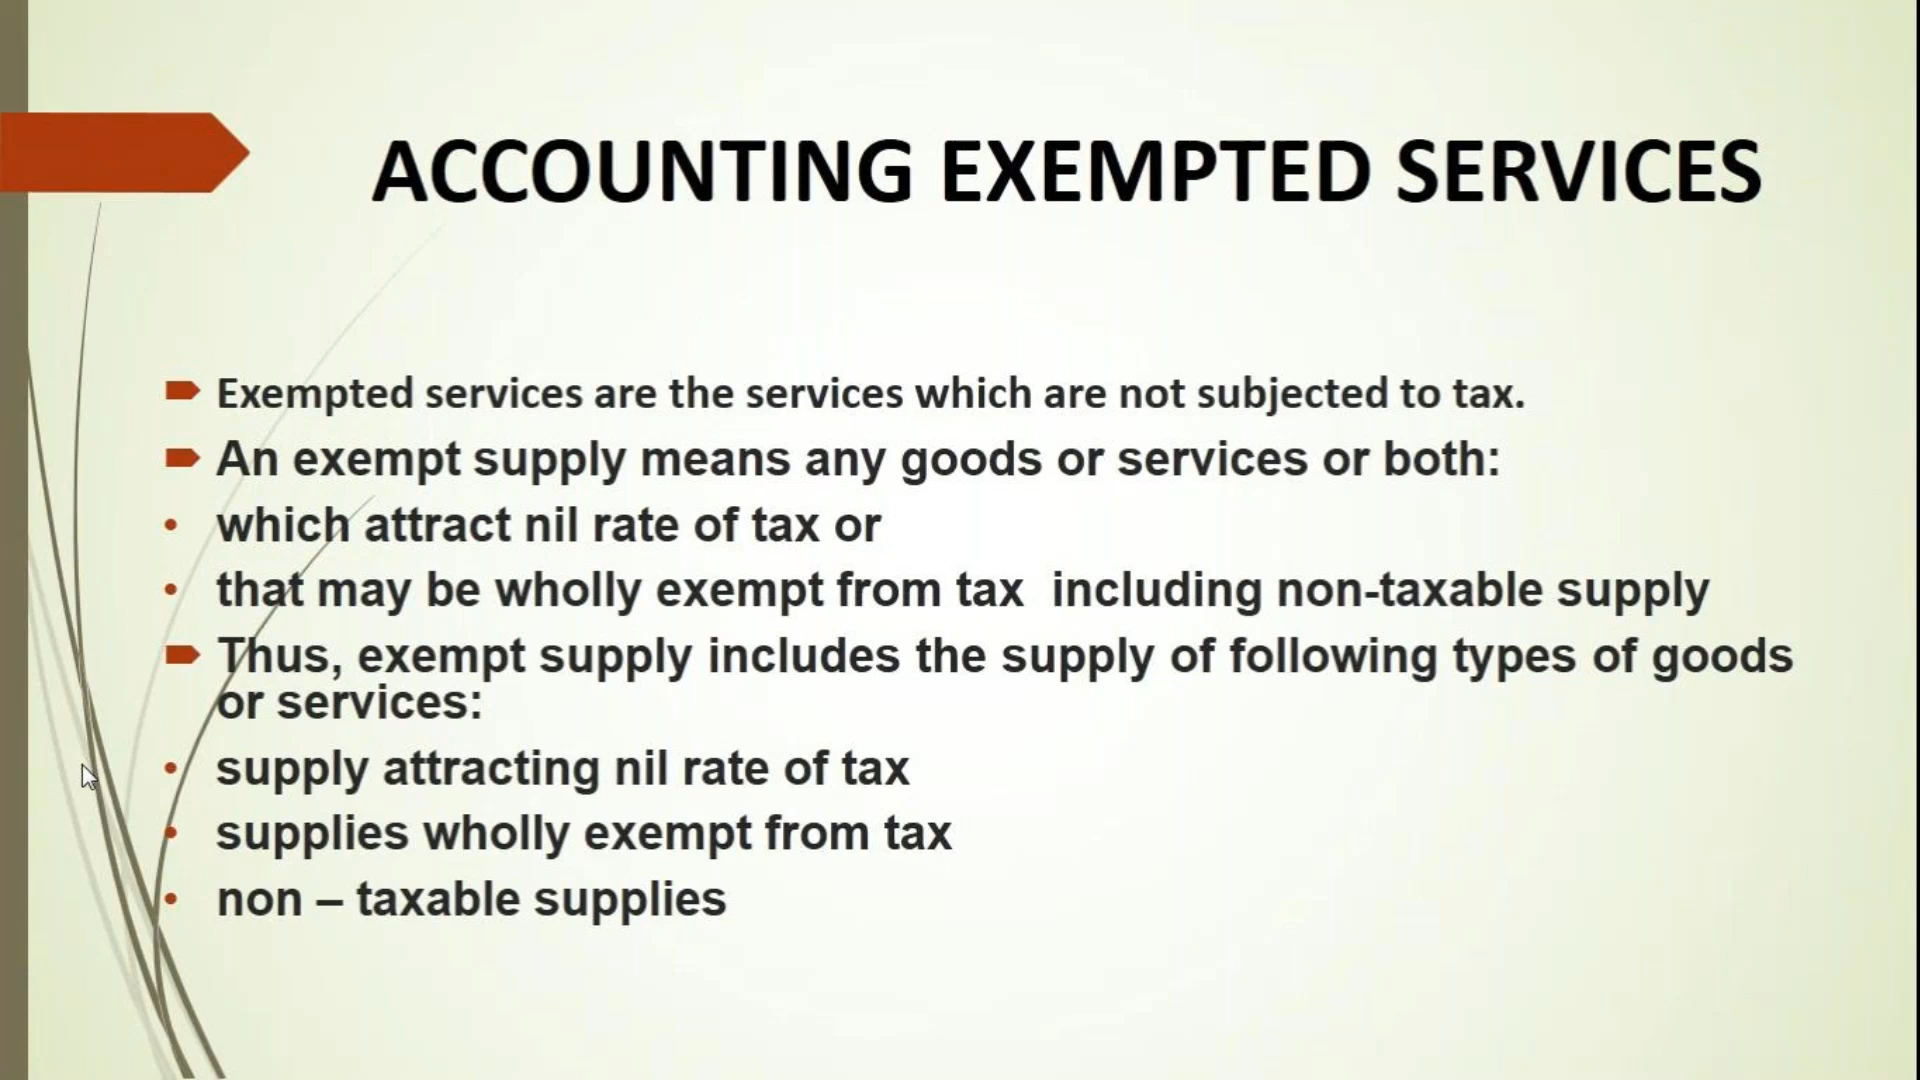 ACCOUNTING EXEMPTED SERVICES
Exempted services are the services which are not subjected to tax.
An exempt supply means any goods or services or both:
• which attract nil rate of tax or
• that may be wholly exempt from tax  including non-taxable supply
Thus, exempt supply includes the supply of following types of goods
or services:
• supply attracting nil rate of tax
• supplies wholly exempt from tax
• non – taxable supplies